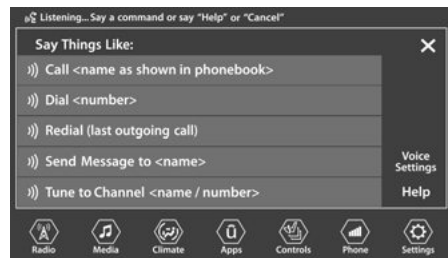 Listening... Say a command or say "Help" or "Cancel"
Say Things Like:
Call <name as shown in phonebook>
Dial <number>
Redial (last outgoing call)
Send Message to <name>
Voice
Settings
Tune to Channel <name / number>
Help
Radio
Media
Climate
Apps
Controls
Phone
Settings